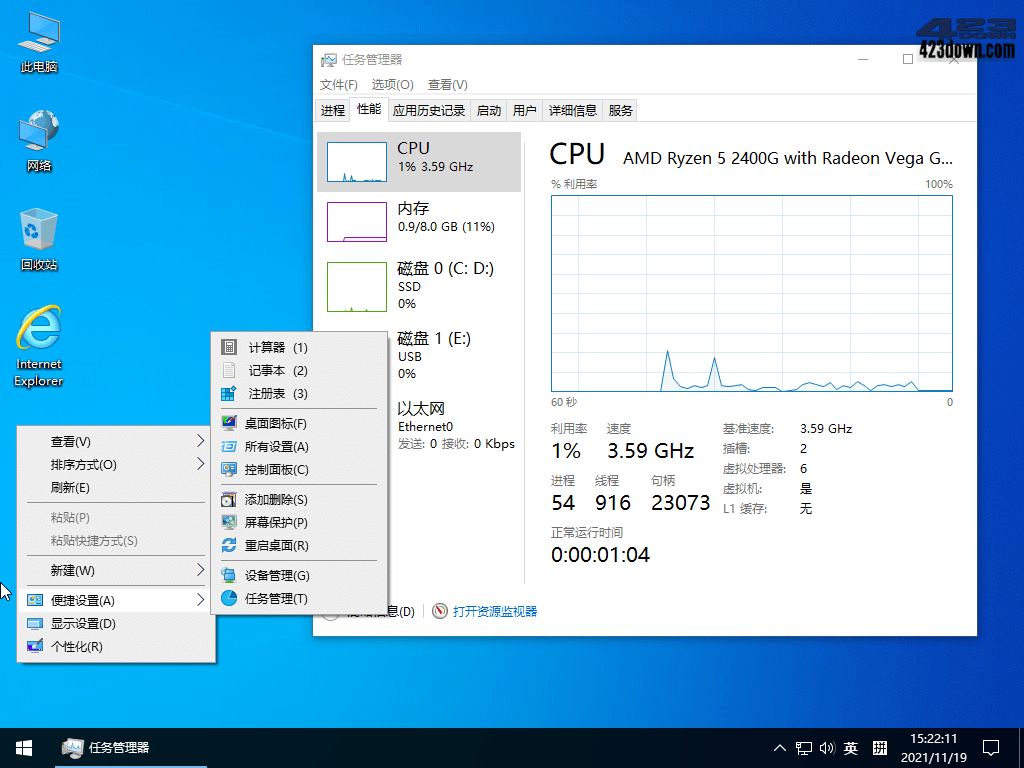 此电脑
网络
回收站
Internet
Explorer
423
DOWN
423down.com
任务管理器
文件(F) 选项(O) 查看(V)
进程 性能 应用历史记录 启动 用户 详细信息 服务
CPU
1% 3.59 GHz
内存
0.9/8.0 GB (11%)
磁盘 0 (C: D:)
SSD
0%
磁盘 1 (E:)
USB
0%
以太网
Ethernet0
发送: 0 接收: 0 Kbps
CPU AMD Ryzen 5 2400G with Radeon Vega G...
% 利用率 100%
60 秒 0
利用率 速度
1% 3.59 GHz
进程 线程 句柄
54 916 23073
基准速度: 3.59 GHz
插槽: 2
虚拟处理器: 6
虚拟机: 是
L1 缓存: 无
正常运行时间
0:00:01:04
信息(D) 打开资源监视器
查看(V)
排序方式(O)
刷新(E)
粘贴(P)
粘贴快捷方式(S)
新建(W)
便捷设置(A)
显示设置(D)
个性化(R)
计算器 (1)
记事本 (2)
注册表 (3)
桌面图标(F)
所有设置(A)
控制面板(C)
添加删除(S)
屏幕保护(P)
重启桌面(R)
设备管理(G)
任务管理(T)
任务管理器
英 拼
15:22:11
2021/11/19